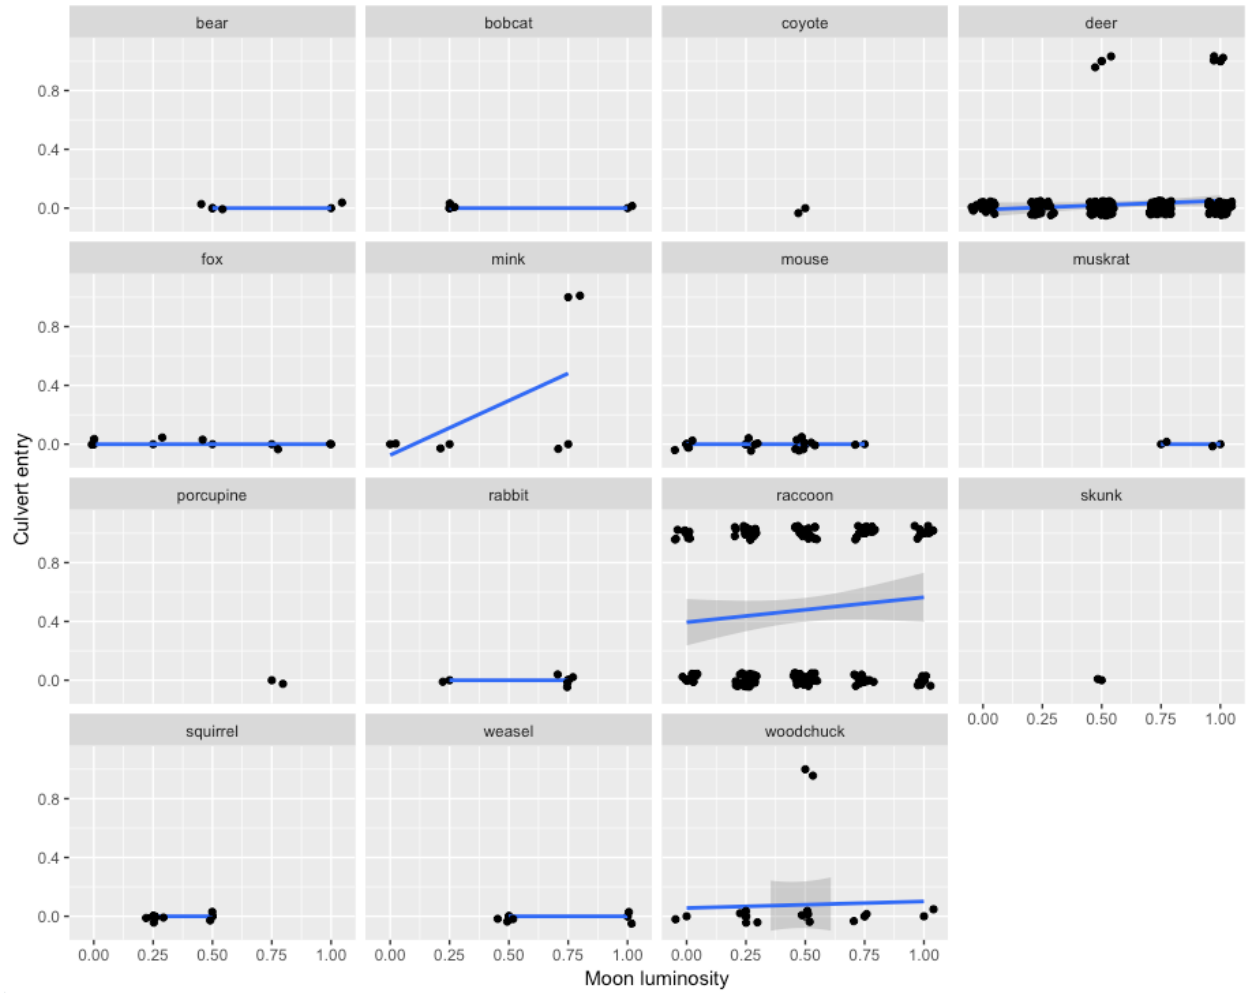 bear bobcat coyote deer
0.8
0.4
0.0
fox mink mouse muskrat
0.8
0.4
0.0
Culvert entry
porcupine rabbit raccoon skunk
0.8
0.4
0.0
0.00 0.25 0.50 0.75 1.00
squirrel weasel woodchuck
0.8
0.4
0.0
0.00 0.25 0.50 0.75 1.00 0.00 0.25 0.50 0.75 1.00 0.00 0.25 0.50 0.75 1.00
Moon luminosity